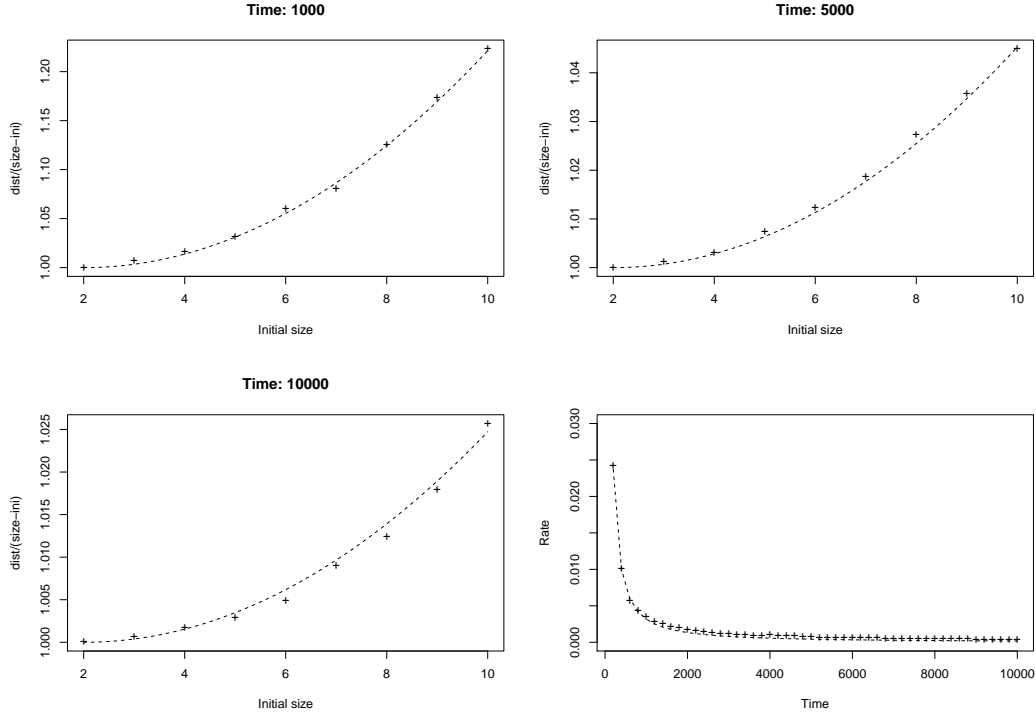 Time: 1000
dist/(size−ini)
1.00 1.05 1.10 1.15 1.20
2 4 6 8 10
Initial size
Time: 5000
dist/(size−ini)
1.00 1.01 1.02 1.03 1.04
2 4 6 8 10
Initial size
Time: 10000
dist/(size−ini)
1.000 1.005 1.010 1.015 1.020 1.025
2 4 6 8 10
Initial size
Rate
0.000 0.010 0.020 0.030
0 2000 4000 6000 8000 10000
Time